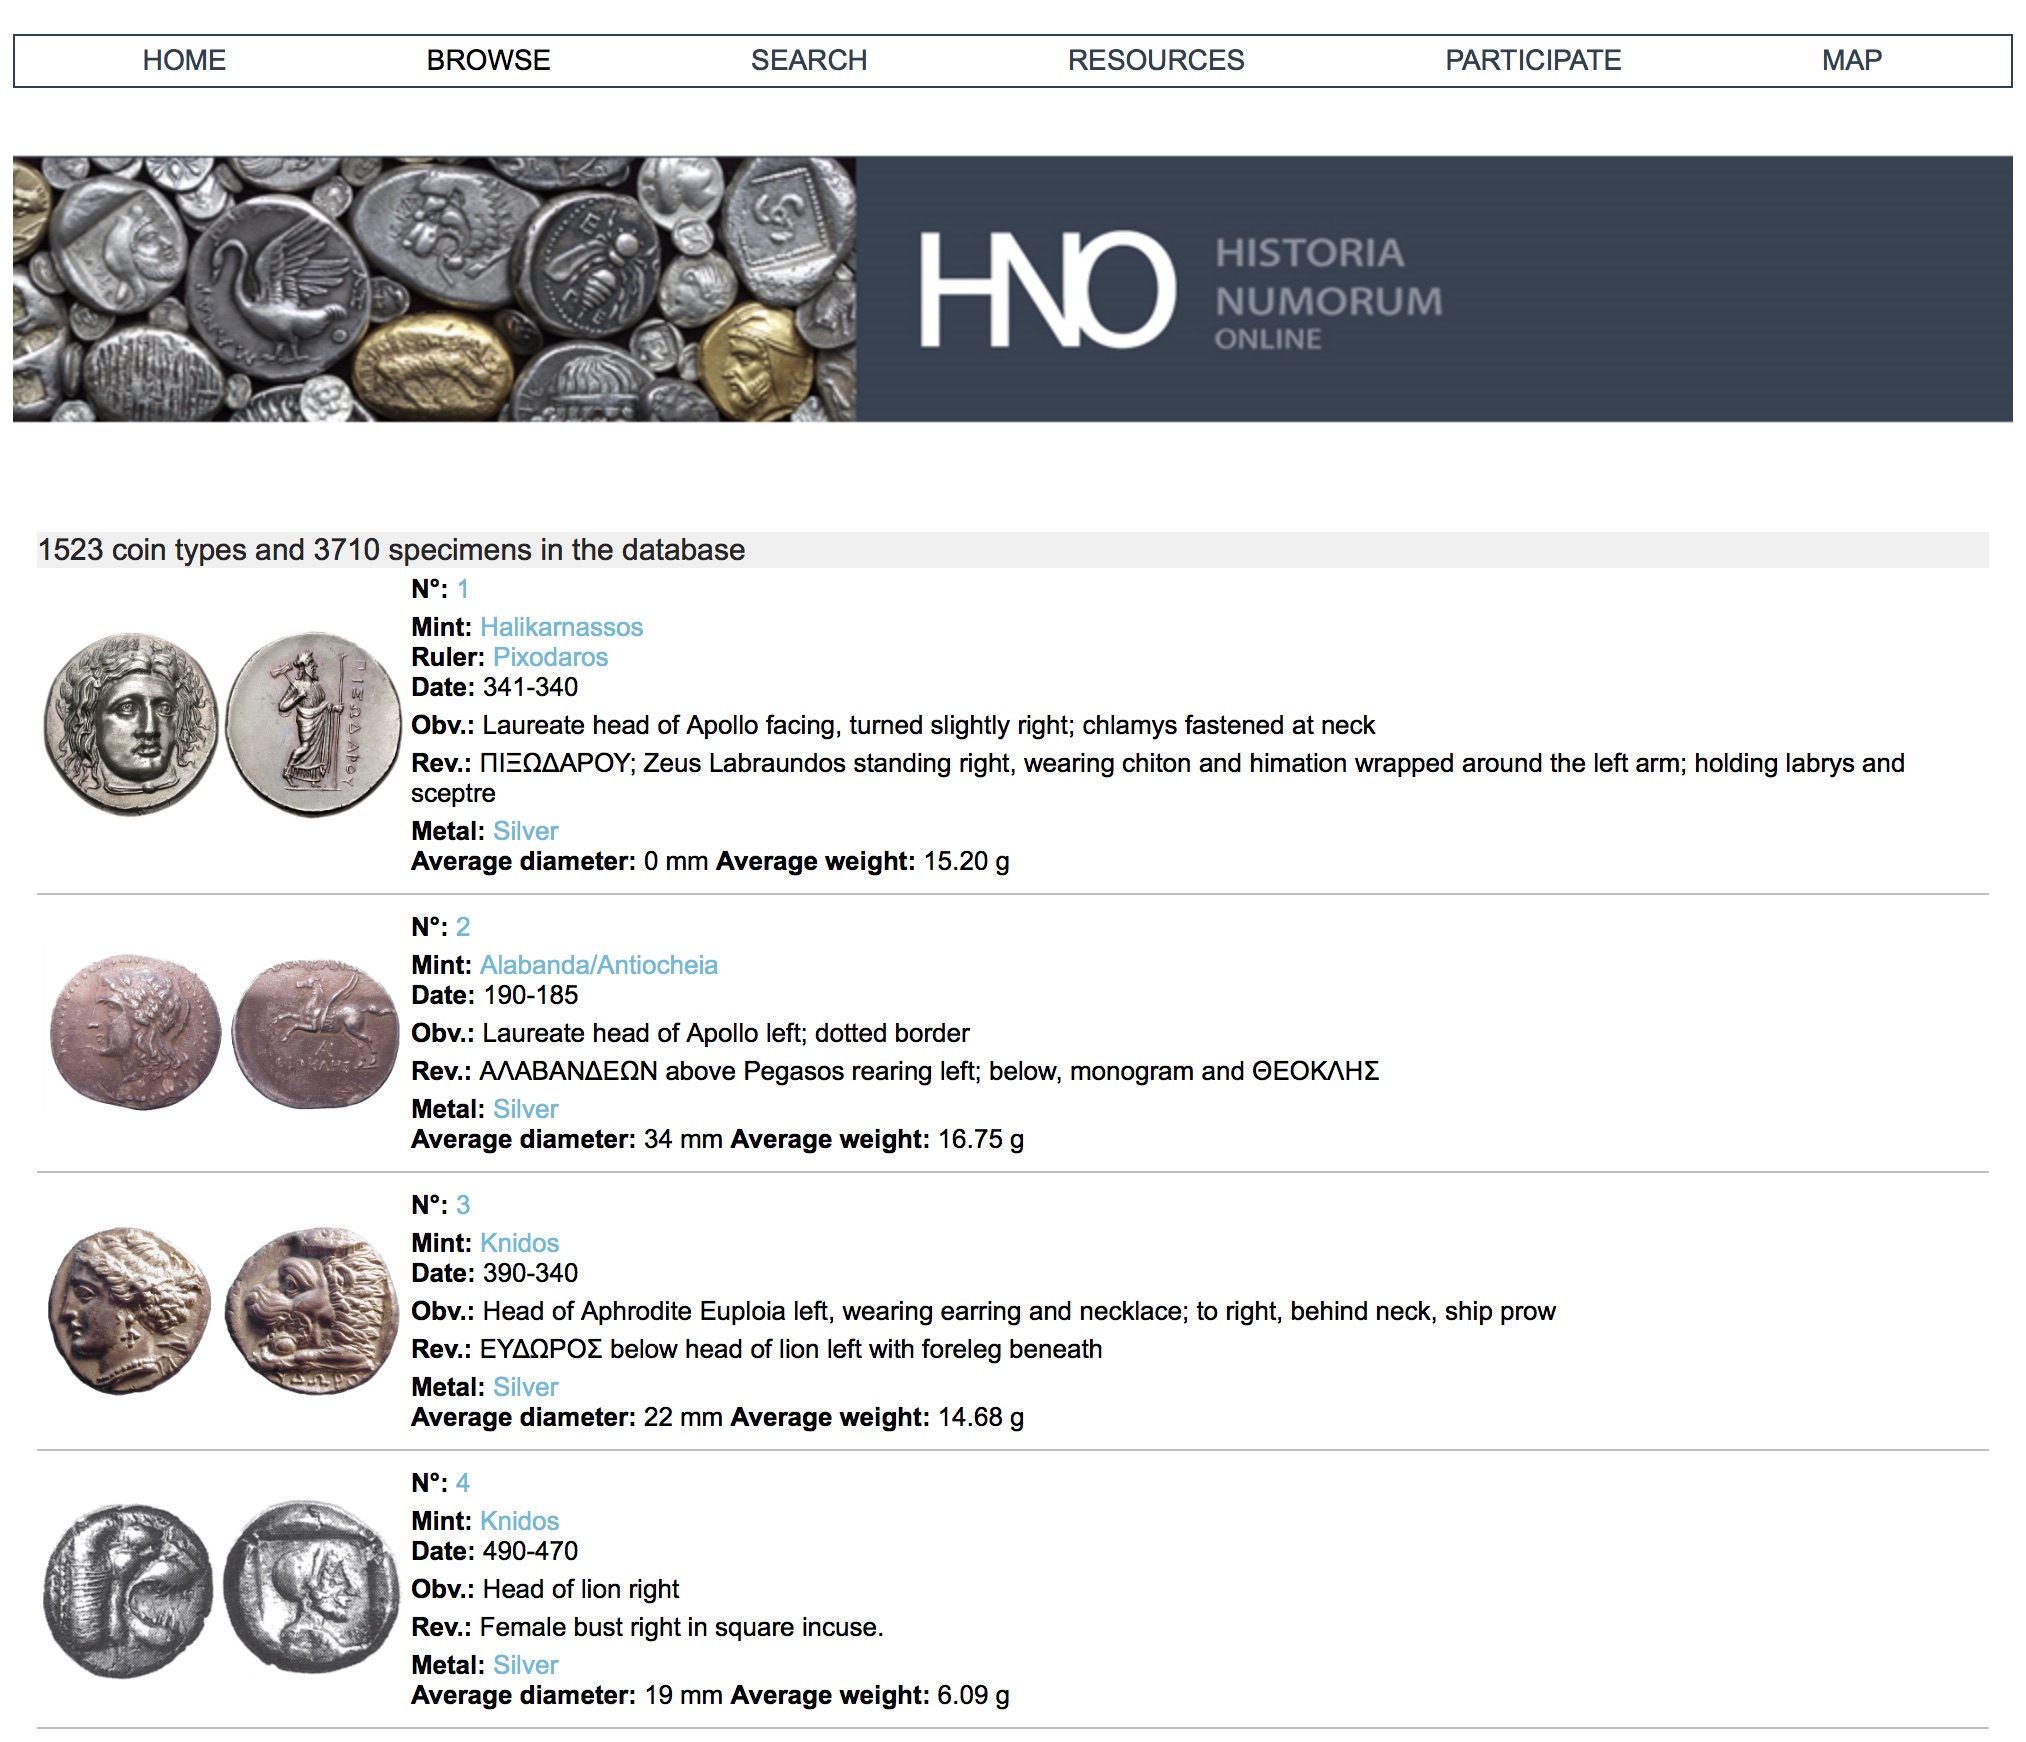 HOME BROWSE SEARCH RESOURCES PARTICIPATE MAP
HNO HISTORIA
NUMORUM
ONLINE
1523 coin types and 3710 specimens in the database
N°: 1
Mint: Halikarnassos
Ruler: Pixodaros
Date: 341-340
Obv.: Laureate head of Apollo facing, turned slightly right; chlamys fastened at neck
Rev.: ΠΙΞΩΔΑΡΟΥ; Zeus Labraundos standing right, wearing chiton and himation wrapped around the left arm; holding labrys and
sceptre
Metal: Silver
Average diameter: 0 mm Average weight: 15.20 g
N°: 2
Mint: Alabanda/Antiocheia
Date: 190-185
Obv.: Laureate head of Apollo left; dotted border
Rev.: ΑΛΑΒΑΝΔΕΩΝ above Pegasos rearing left; below, monogram and ΘΕΟΚΛΗΣ
Metal: Silver
Average diameter: 34 mm Average weight: 16.75 g
N°: 3
Mint: Knidos
Date: 390-340
Obv.: Head of Aphrodite Euploia left, wearing earring and necklace; to right, behind neck, ship prow
Rev.: ΕΥΔΩΡΟΣ below head of lion left with foreleg beneath
Metal: Silver
Average diameter: 22 mm Average weight: 14.68 g
N°: 4
Mint: Knidos
Date: 490-470
Obv.: Head of lion right
Rev.: Female bust right in square incuse.
Metal: Silver
Average diameter: 19 mm Average weight: 6.09 g